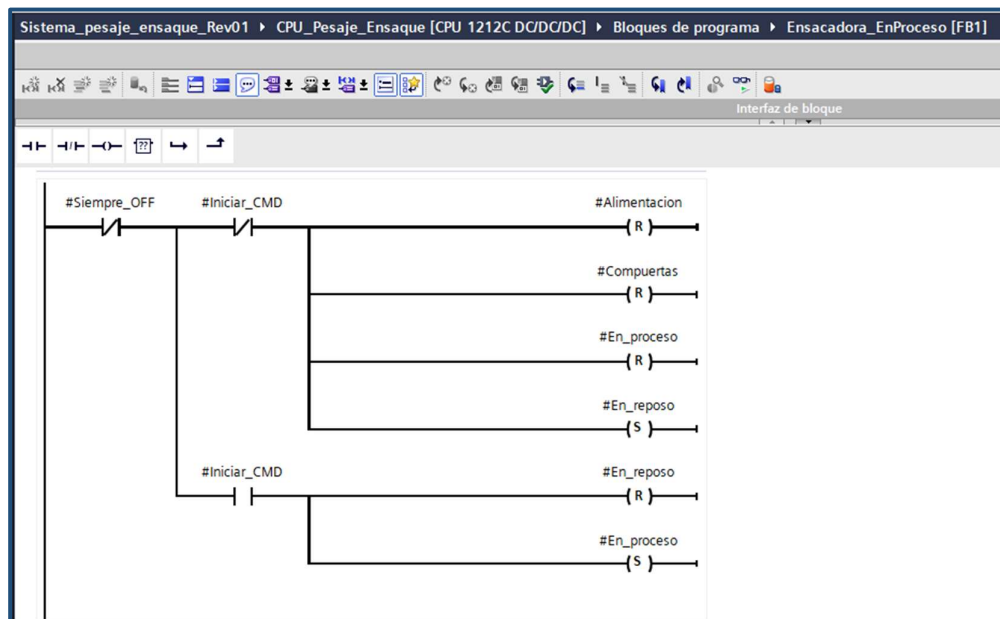 Sistema_pesaje_ensaque_Rev01 ▸ CPU_Pesaje_Ensaque [CPU 1212C DC/DC/DC] ▸ Bloques de programa ▸ Ensacadora_EnProceso [FB1]
Interfaz de bloque
??
#Siempre_OFF #Iniciar_CMD #Alimentacion
R
#Compuertas
R
#En_proceso
R
#En_reposo
S
#Iniciar_CMD #En_reposo
R
#En_proceso
S